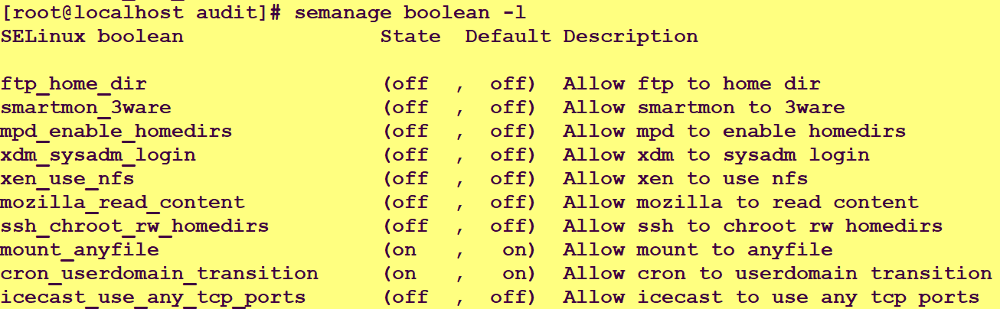 [root@localhost audit]# semanage boolean -l
SELinux boolean                State  Default Description

ftp_home_dir                   (off  ,  off)  Allow ftp to home dir
smartmon_3ware                 (off  ,  off)  Allow smartmon to 3ware
mpd_enable_homedirs            (off  ,  off)  Allow mpd to enable homedirs
xdm_sysadm_login               (off  ,  off)  Allow xdm to sysadm login
xen_use_nfs                    (off  ,  off)  Allow xen to use nfs
mozilla_read_content           (off  ,  off)  Allow mozilla to read content
ssh_chroot_rw_homedirs         (off  ,  off)  Allow ssh to chroot rw homedirs
mount_anyfile                  (on   ,   on)  Allow mount to anyfile
cron_userdomain_transition     (on   ,   on)  Allow cron to userdomain transition
icecast_use_any_tcp_ports      (off  ,  off)  Allow icecast to use any tcp ports